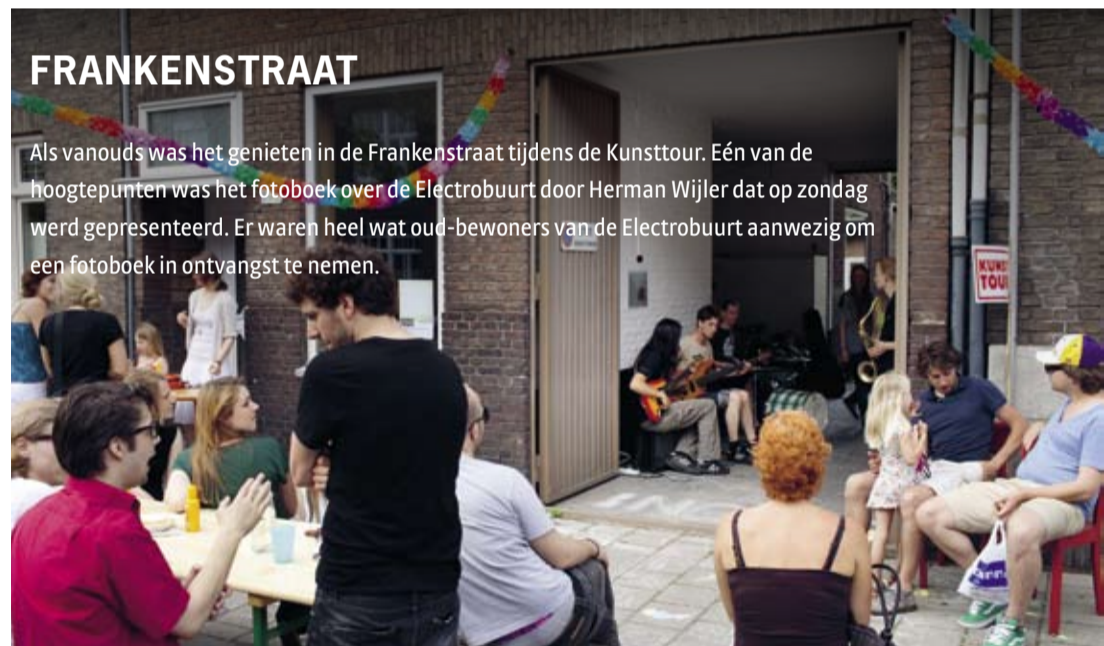 FRANKENSTRAAT
Als vanouds was het genieten in de Frankenstraat tijdens de Kunsttour. Eén van de
hoogtepunten was het fotoboek over de Electrobuurt door Herman Wijler dat op zondag
werd gepresenteerd. Er waren heel wat oud-bewoners van de Electrobuurt aanwezig om
een fotoboek in ontvangst te nemen.
KUNST
TOUR